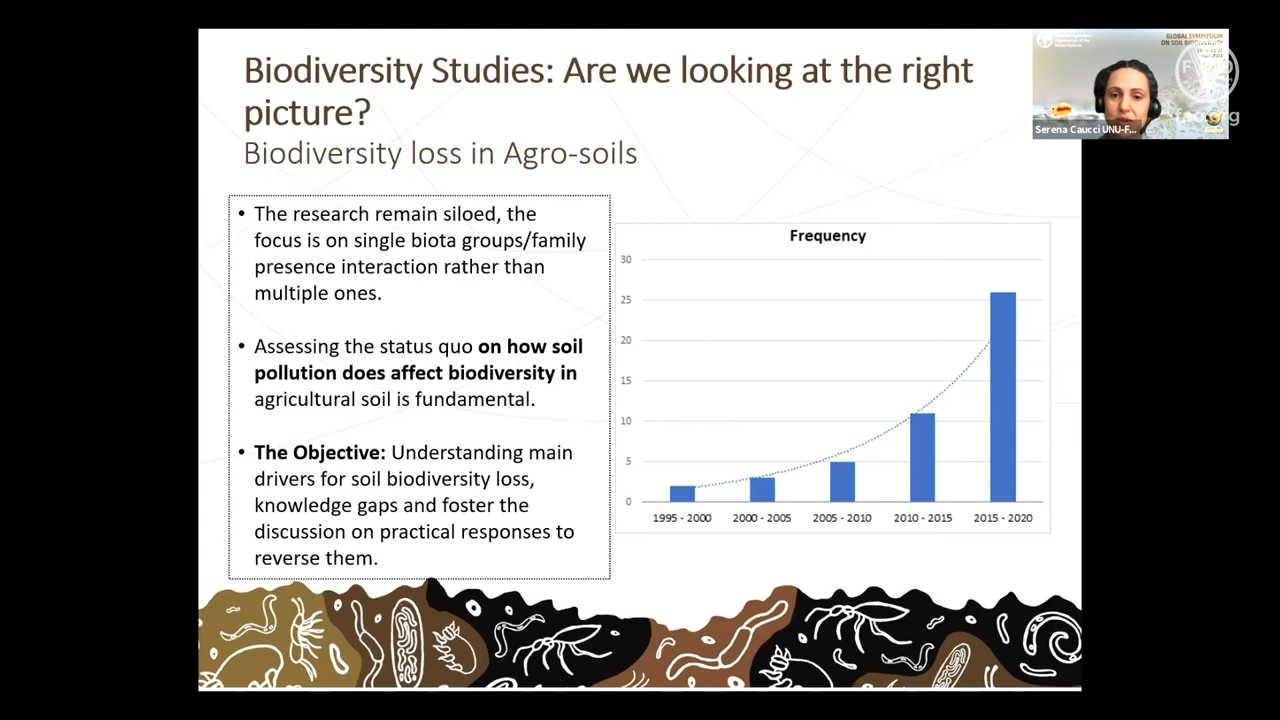 Biodiversity Studies: Are we looking at the right
picture?
Biodiversity loss in Agro-soils
• The research remain siloed, the
focus is on single biota groups/family
presence interaction rather than
multiple ones.
• Assessing the status quo on how soil
pollution does affect biodiversity in
agricultural soil is fundamental.
• The Objective: Understanding main
drivers for soil biodiversity loss,
knowledge gaps and foster the
discussion on practical responses to
reverse them.
Frequency
30
25
20
15
10
5
0
1995 - 2000 2000 - 2005 2005 - 2010 2010 - 2015 2015 - 2020
GLOBAL SYMPOSIUM
ON SOIL BIODIVERSITY
Serena Caucci UNU-F...
fao.org